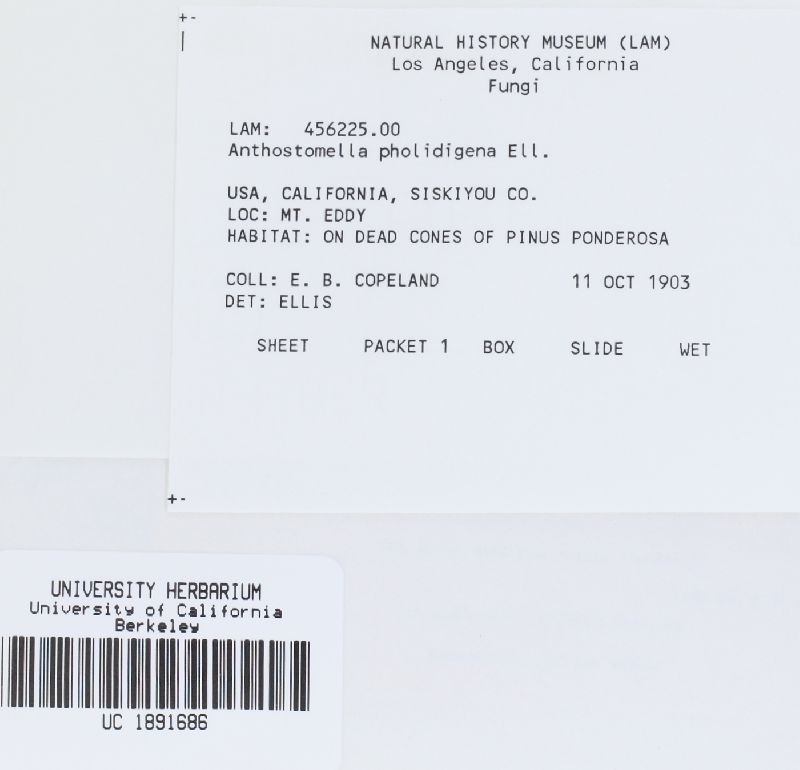 NATURAL HISTORY MUSEUM (LAM)
Los Angeles, California
Fungi
LAM: 456225.00
Anthostomella pholidigena Ell.
USA, CALIFORNIA, SISKIYOU CO.
LOC: MT. EDDY
HABITAT: ON DEAD CONES OF PINUS PONDEROSA
COLL: E. B. COPELAND 11 OCT 1903
DET: ELLIS
SHEET PACKET 1 BOX SLIDE WET
UNIVERSITY HERBARIUM
University of California
Berkeley
UC 1891686